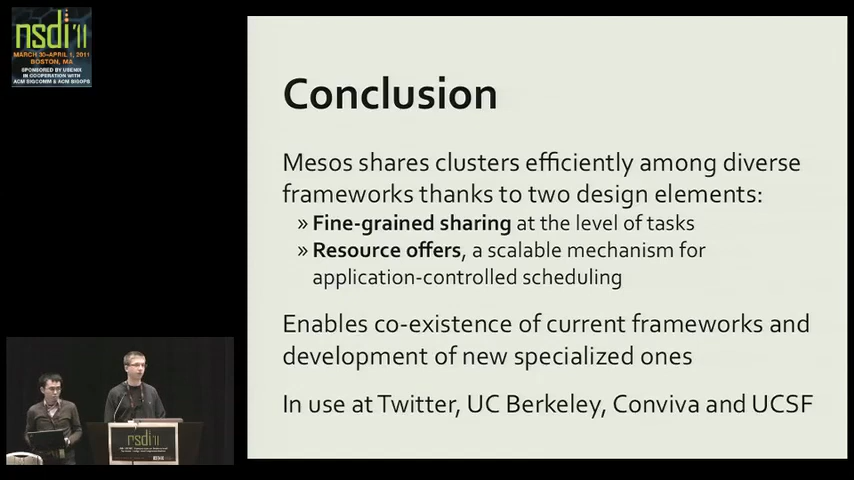 nsdi'11
MARCH 30–APRIL 1, 2011
BOSTON, MA
SPONSORED BY USENIX
IN COOPERATION WITH
ACM SIGCOMM & ACM SIGOPS
Conclusion
Mesos shares clusters efficiently among diverse
frameworks thanks to two design elements:
» Fine-grained sharing at the level of tasks
» Resource offers, a scalable mechanism for
application-controlled scheduling
Enables co-existence of current frameworks and
development of new specialized ones
In use at Twitter, UC Berkeley, Conviva and UCSF
nsdi'11